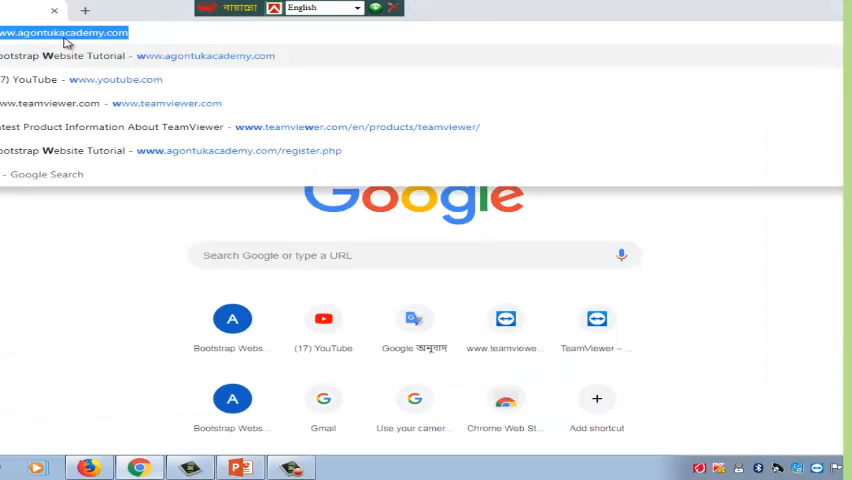 বায়ান্নো English
ww.agontukacademy.com
ootstrap Website Tutorial - www.agontukacademy.com
7) YouTube - www.youtube.com
ww.teamviewer.com - www.teamviewer.com
atest Product Information About TeamViewer - www.teamviewer.com/en/products/teamviewer/
ootstrap Website Tutorial - www.agontukacademy.com/register.php
- Google Search
Google
Search Google or type a URL
A A
Bootstrap Webs... (17) YouTube Google অনুবাদ www.teamviewe... TeamViewer – ...
Bootstrap Webs... Gmail Use your camer... Chrome Web St... Add shortcut